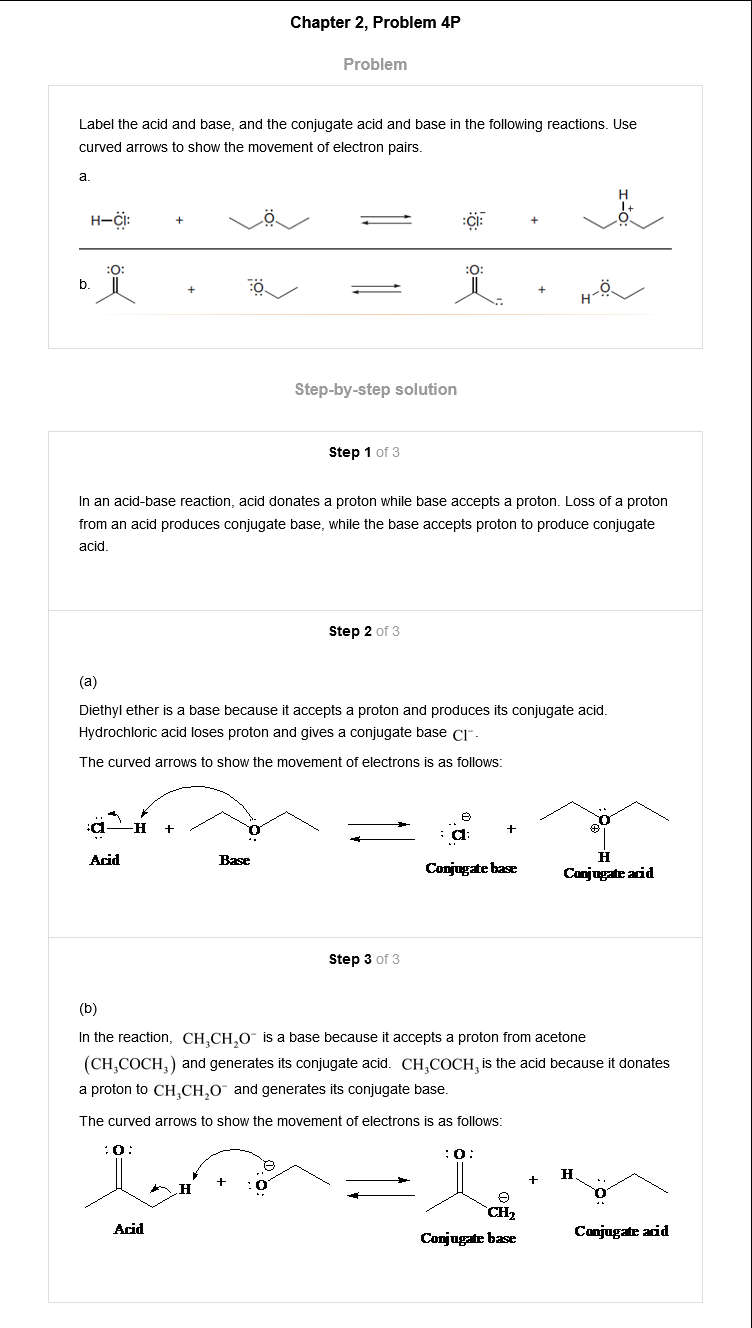 Chapter 2, Problem 4P
Problem
Label the acid and base, and the conjugate acid and base in the following reactions. Use
curved arrows to show the movement of electron pairs.
a.
H–C̈l: + Ö ⇌ :C̈l:⁻ + H O⁺
b. :O: + ⁻:Ö ⇌ :O: ⁻: + H Ö
Step-by-step solution
Step 1 of 3
In an acid-base reaction, acid donates a proton while base accepts a proton. Loss of a proton
from an acid produces conjugate base, while the base accepts proton to produce conjugate
acid.
Step 2 of 3
(a)
Diethyl ether is a base because it accepts a proton and produces its conjugate acid.
Hydrochloric acid loses proton and gives a conjugate base Cl⁻.
The curved arrows to show the movement of electrons is as follows:
:Cl—H + O ⇌ :Cl: ⊖ + O ⊕ H
Acid Base Conjugate base Conjugate acid
Step 3 of 3
(b)
In the reaction, CH₃CH₂O⁻ is a base because it accepts a proton from acetone
(CH₃COCH₃) and generates its conjugate acid. CH₃COCH₃ is the acid because it donates
a proton to CH₃CH₂O⁻ and generates its conjugate base.
The curved arrows to show the movement of electrons is as follows:
:O: H + :O ⊖ ⇌ :O: ⊖ CH₂ + H O
Acid Conjugate base Conjugate acid